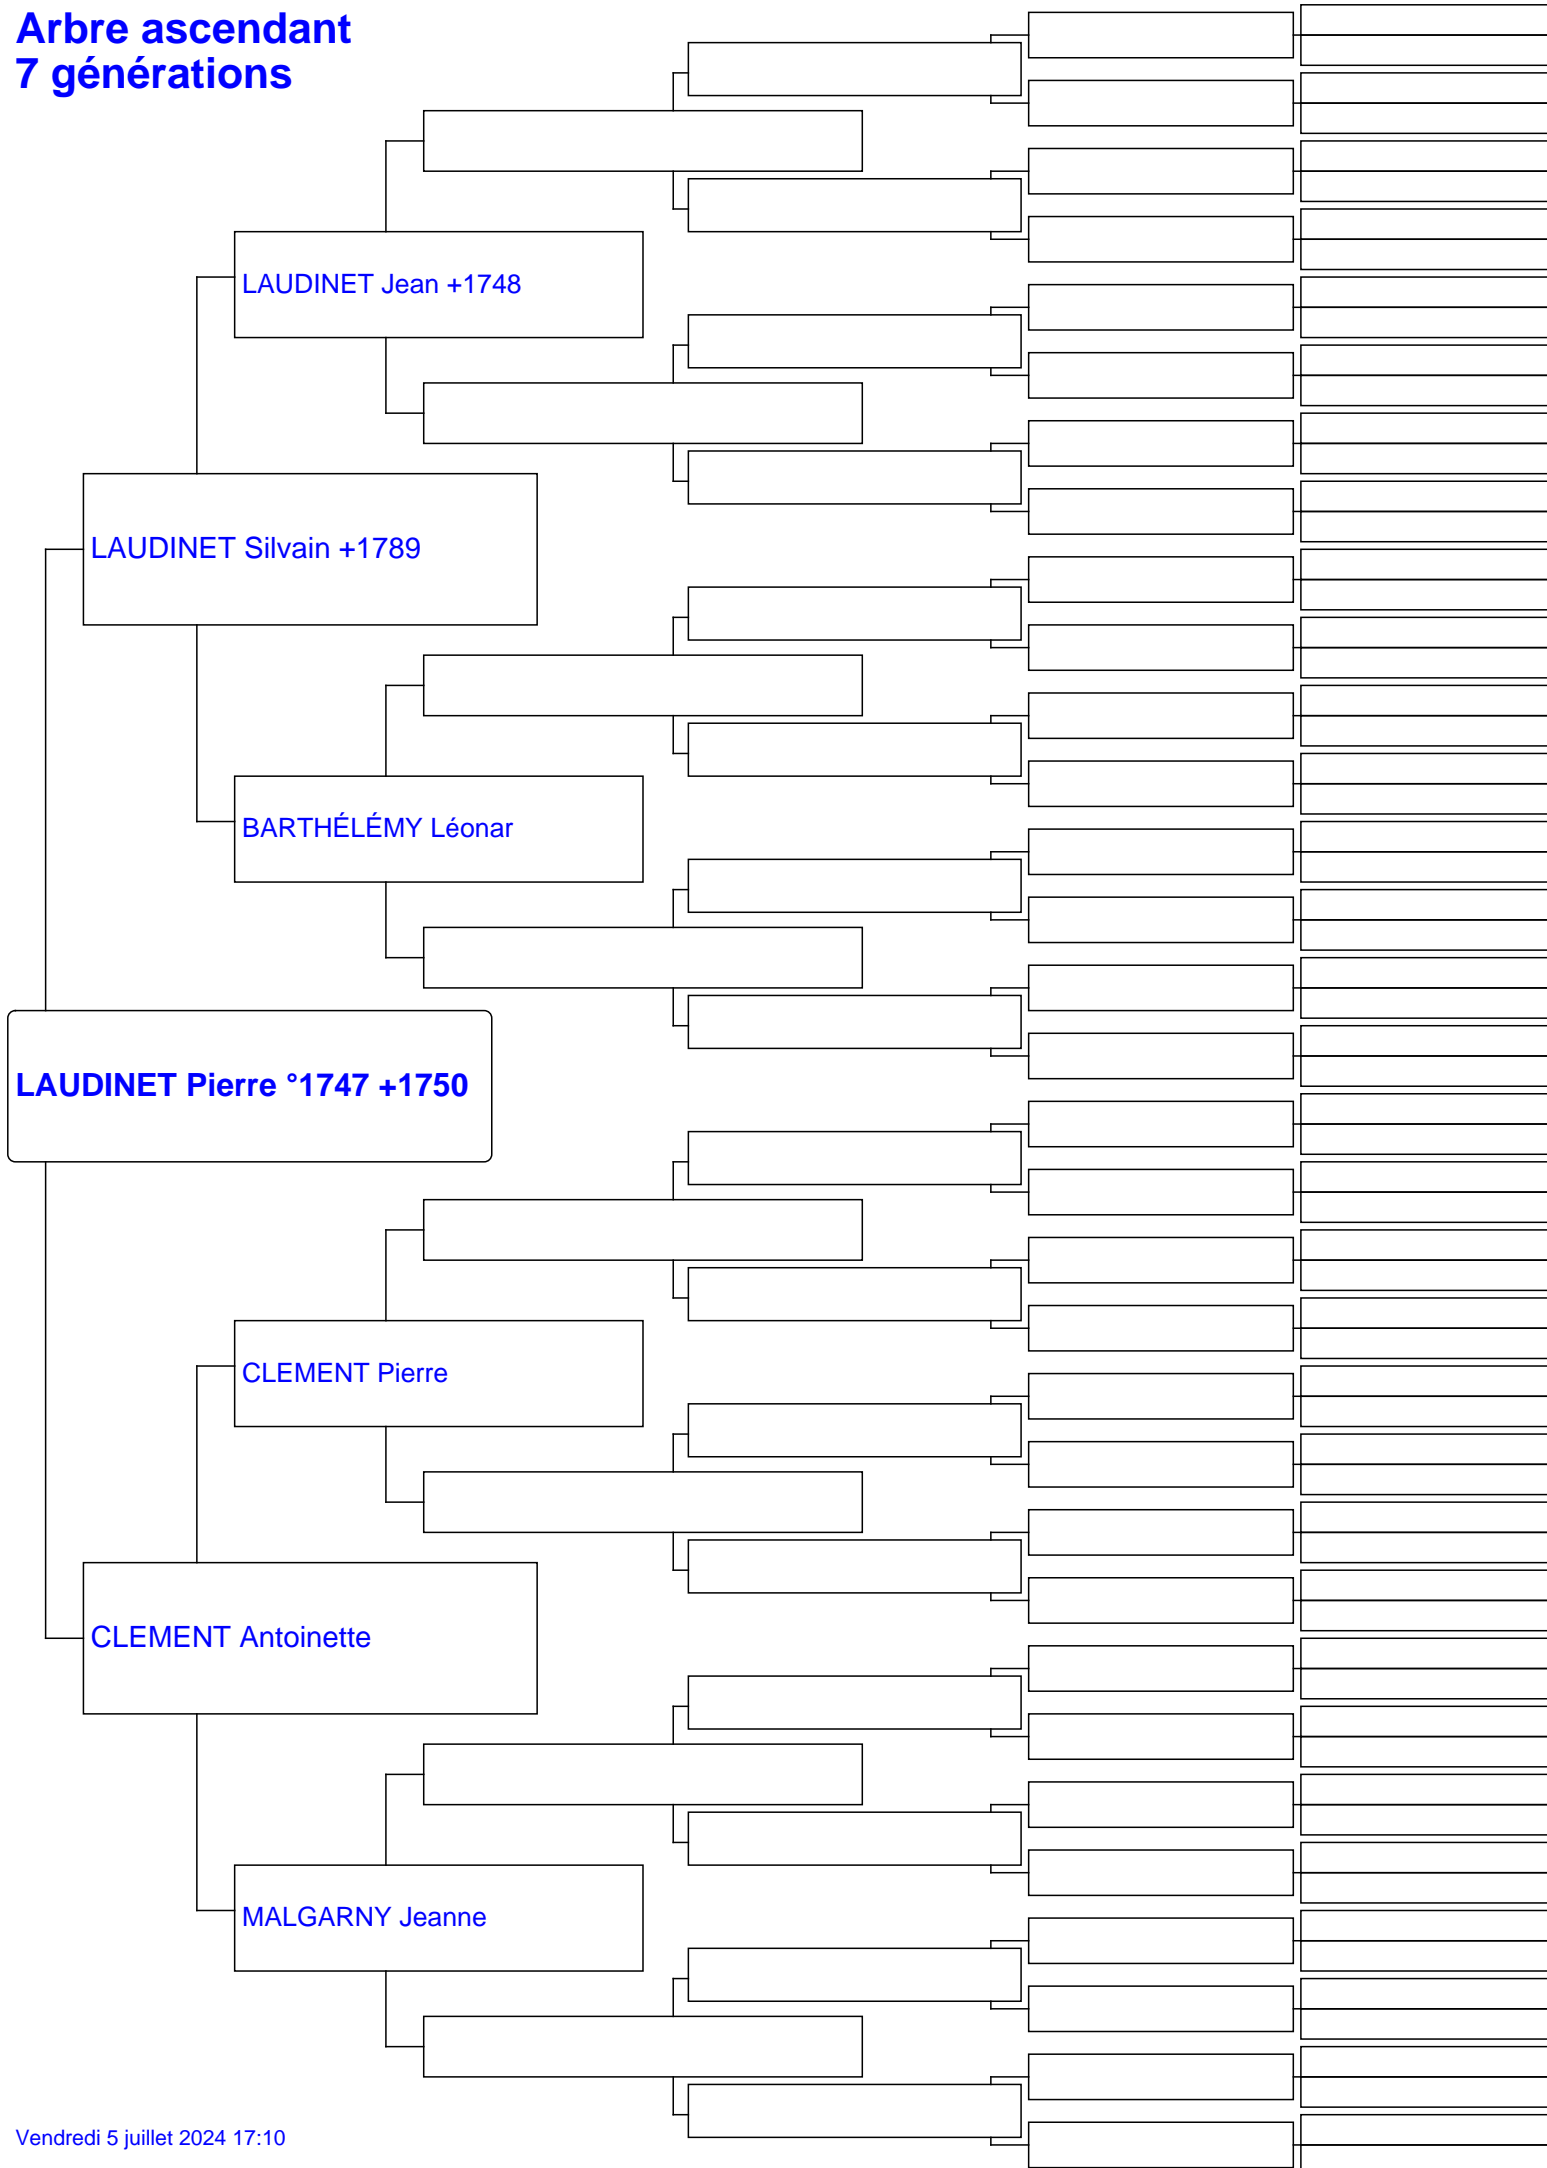 Arbre ascendant
7 générations
LAUDINET Jean +1748
LAUDINET Silvain +1789
BARTHÉLÉMY Léonar
LAUDINET Pierre °1747 +1750
CLEMENT Pierre
CLEMENT Antoinette
MALGARNY Jeanne
Vendredi 5 juillet 2024 17:10